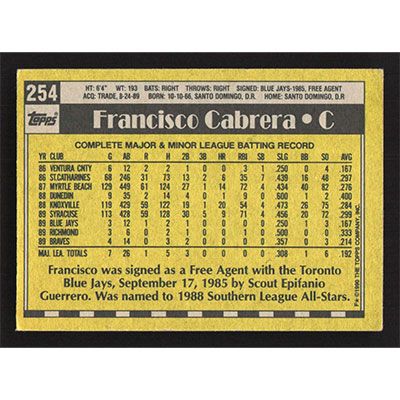 254
HT: 6'4" WT: 193 BATS: RIGHT THROWS: RIGHT SIGNED: BLUE JAYS-1985, FREE AGENT
ACQ: TRADE, 8-24-89 BORN: 10-10-66, SANTO DOMINGO, D.R. HOME: SANTO DOMINGO, D.R
Topps
Francisco Cabrera • C
COMPLETE MAJOR & MINOR LEAGUE BATTING RECORD
YR CLUB G AB R H 2B 3B HR RBI SB SLG BB SO AVG
86 VENTURA CNTY 6 12 2 2 1 0 0 3 1 .250 0 4 .167
86 ST.CATHARINES 68 246 31 73 13 2 6 35 7 .439 16 48 .297
87 MYRTLE BEACH 129 449 61 124 27 1 14 72 4 .434 40 82 .276
88 DUNEDIN 9 35 2 14 4 0 1 9 0 .600 1 2 .400
88 KNOXVILLE 119 429 59 122 19 1 20 54 4 .473 26 75 .284
89 SYRACUSE 113 428 59 128 30 5 9 71 4 .456 20 72
89 BLUE JAYS 3 12 1 2 1 0 0 0 0 .250 1 3 .167
89 RICHMOND 3 6 0 2 .333
89 BRAVES 4 14 0 3 2 0 0 0 0 .357 0 3 .214
MAJ. LEA. TOTALS 7 26 1 5 3 0 0 0 0 .308 1 6 .192
Francisco was signed as a Free Agent with the Toronto
Blue Jays, September 17, 1985 by Scout Epifanio
Guerrero. Was named to 1988 Southern League All-Stars.
©1990 THE TOPPS COMPANY, INC.